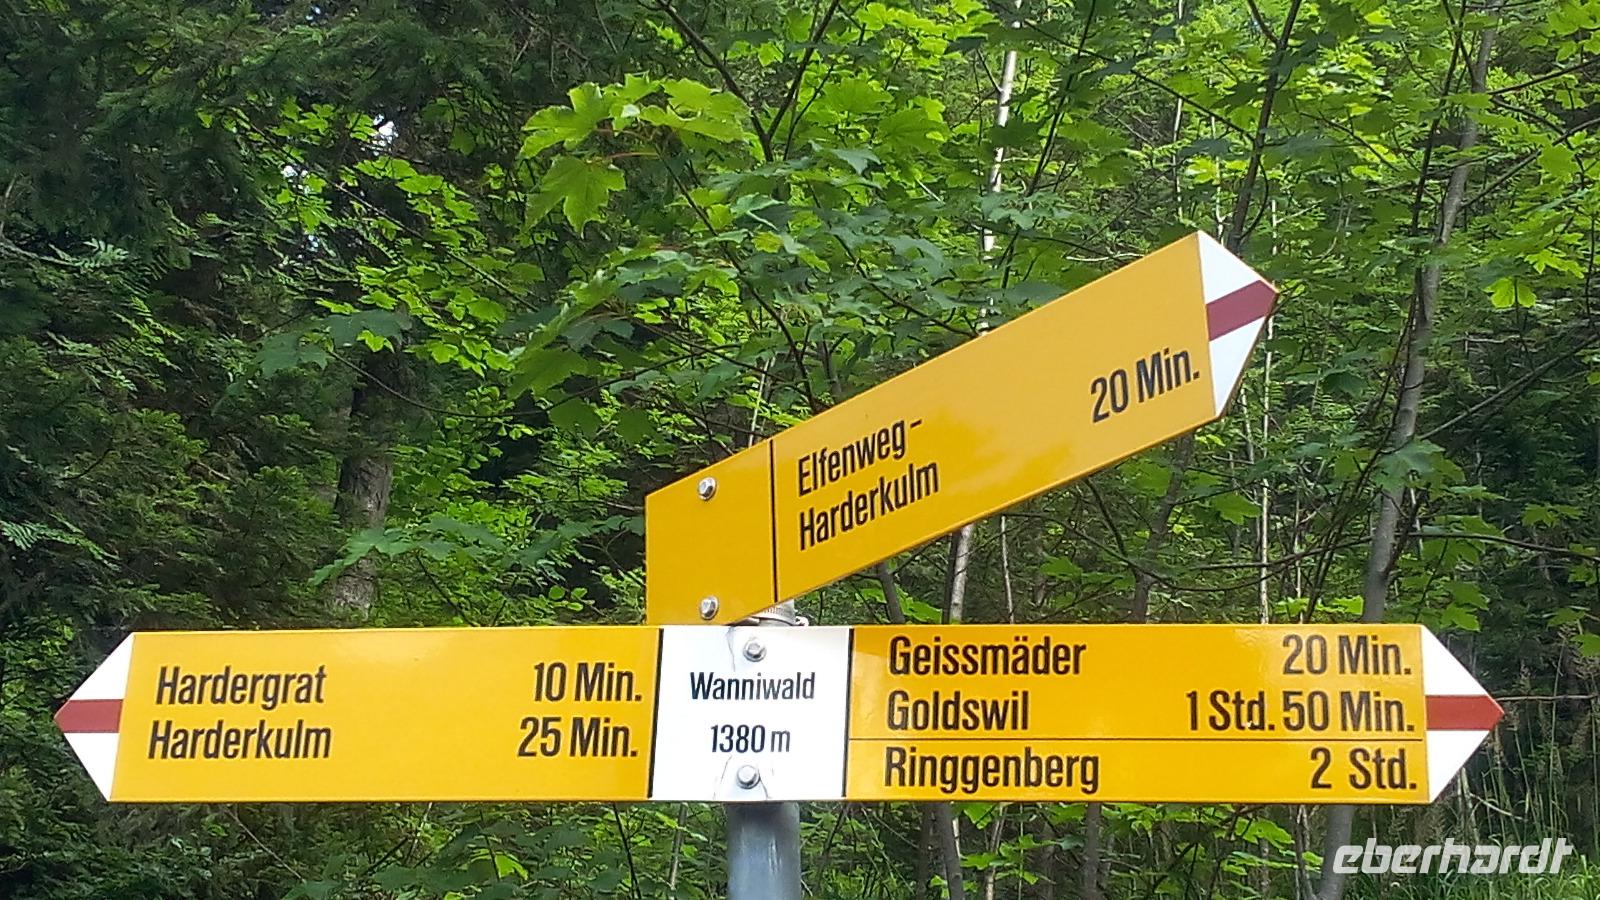 Elfenweg-
Harderkulm
20 Min.
Hardergrat 10 Min.
Harderkulm 25 Min.
Wanniwald
1380 m
Geissmäder 20 Min.
Goldswil 1 Std. 50 Min.
Ringgenberg 2 Std.
eberhardt